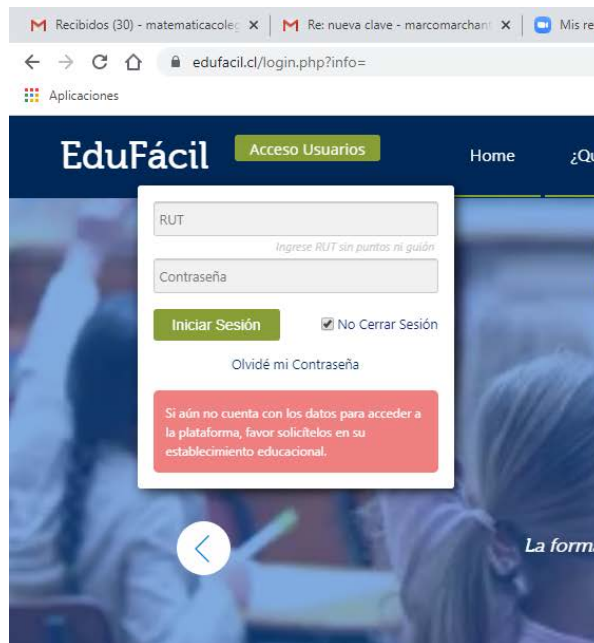 Recibidos (30) - matematicacoleg
Re: nueva clave - marcomarchan
Mis re
edufacil.cl/login.php?info=
Aplicaciones
EduFácil
Acceso Usuarios
Home
¿Qu
RUT
Ingrese RUT sin puntos ni guión
Contraseña
Iniciar Sesión
No Cerrar Sesión
Olvidé mi Contraseña
Si aún no cuenta con los datos para acceder a
la plataforma, favor solicítelos en su
establecimiento educacional.
La forma